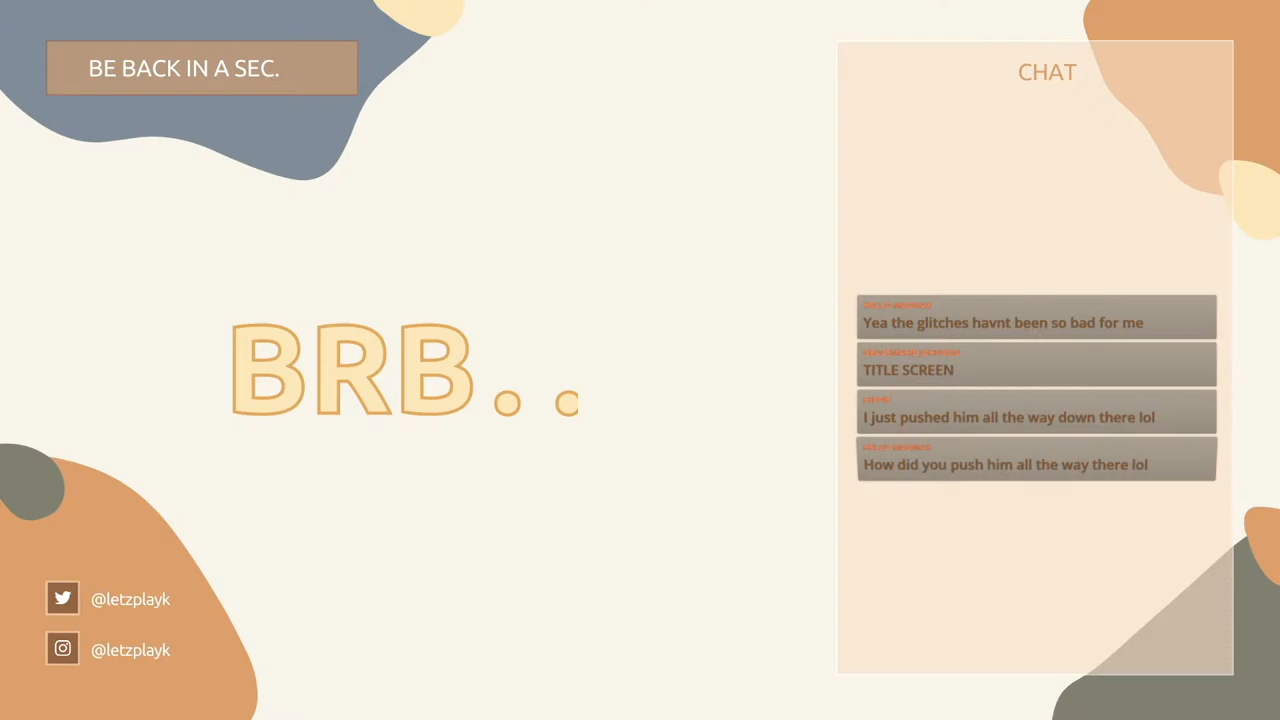 BE BACK IN A SEC.
CHAT
Yea the glitches havnt been so bad for me
TITLE SCREEN
I just pushed him all the way down there lol
How did you push him all the way there lol
BRB. .
@letzplayk
@letzplayk